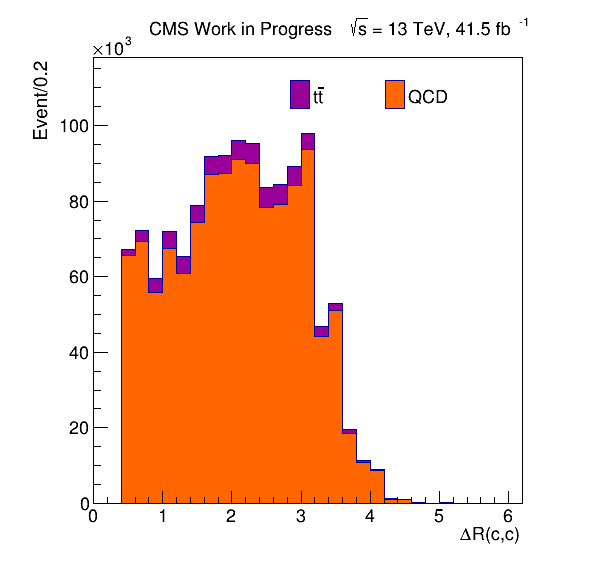 CMS Work in Progress √s = 13 TeV, 41.5 fb⁻¹
×10³
Event/0.2
tt̄
QCD
100
80
60
40
20
0
0 1 2 3 4 5 6
ΔR(c,c)